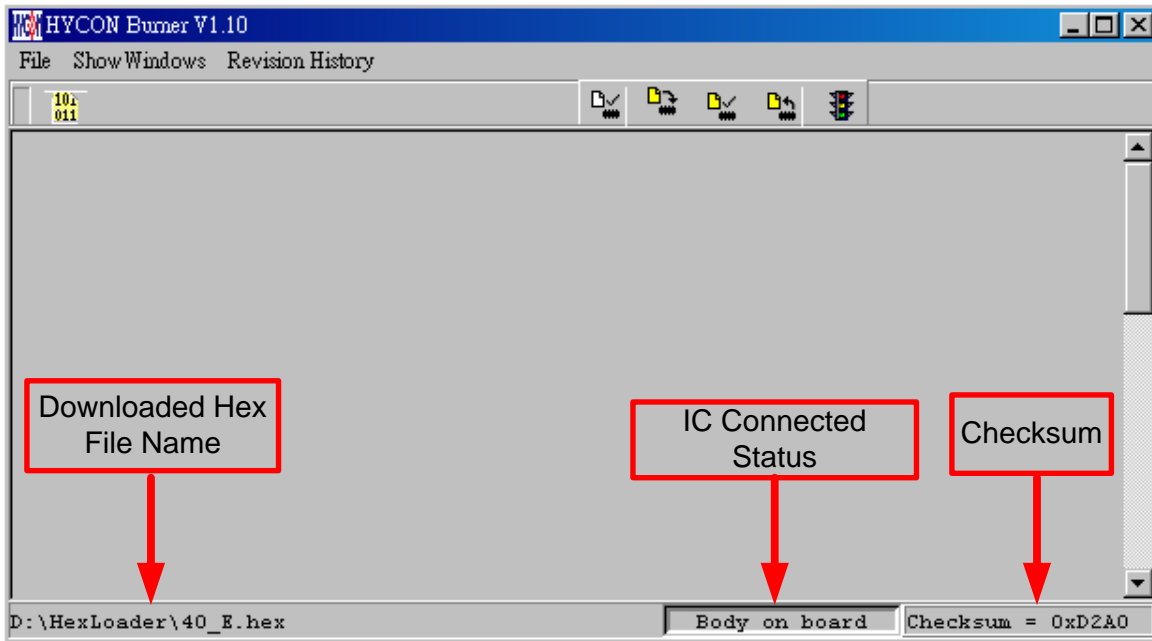 HYCON Burner V1.10
File Show Windows Revision History
101
011
Downloaded Hex
File Name
IC Connected
Status
Checksum
D:\HexLoader\40_E.hex
Body on board
Checksum = 0xD2A0